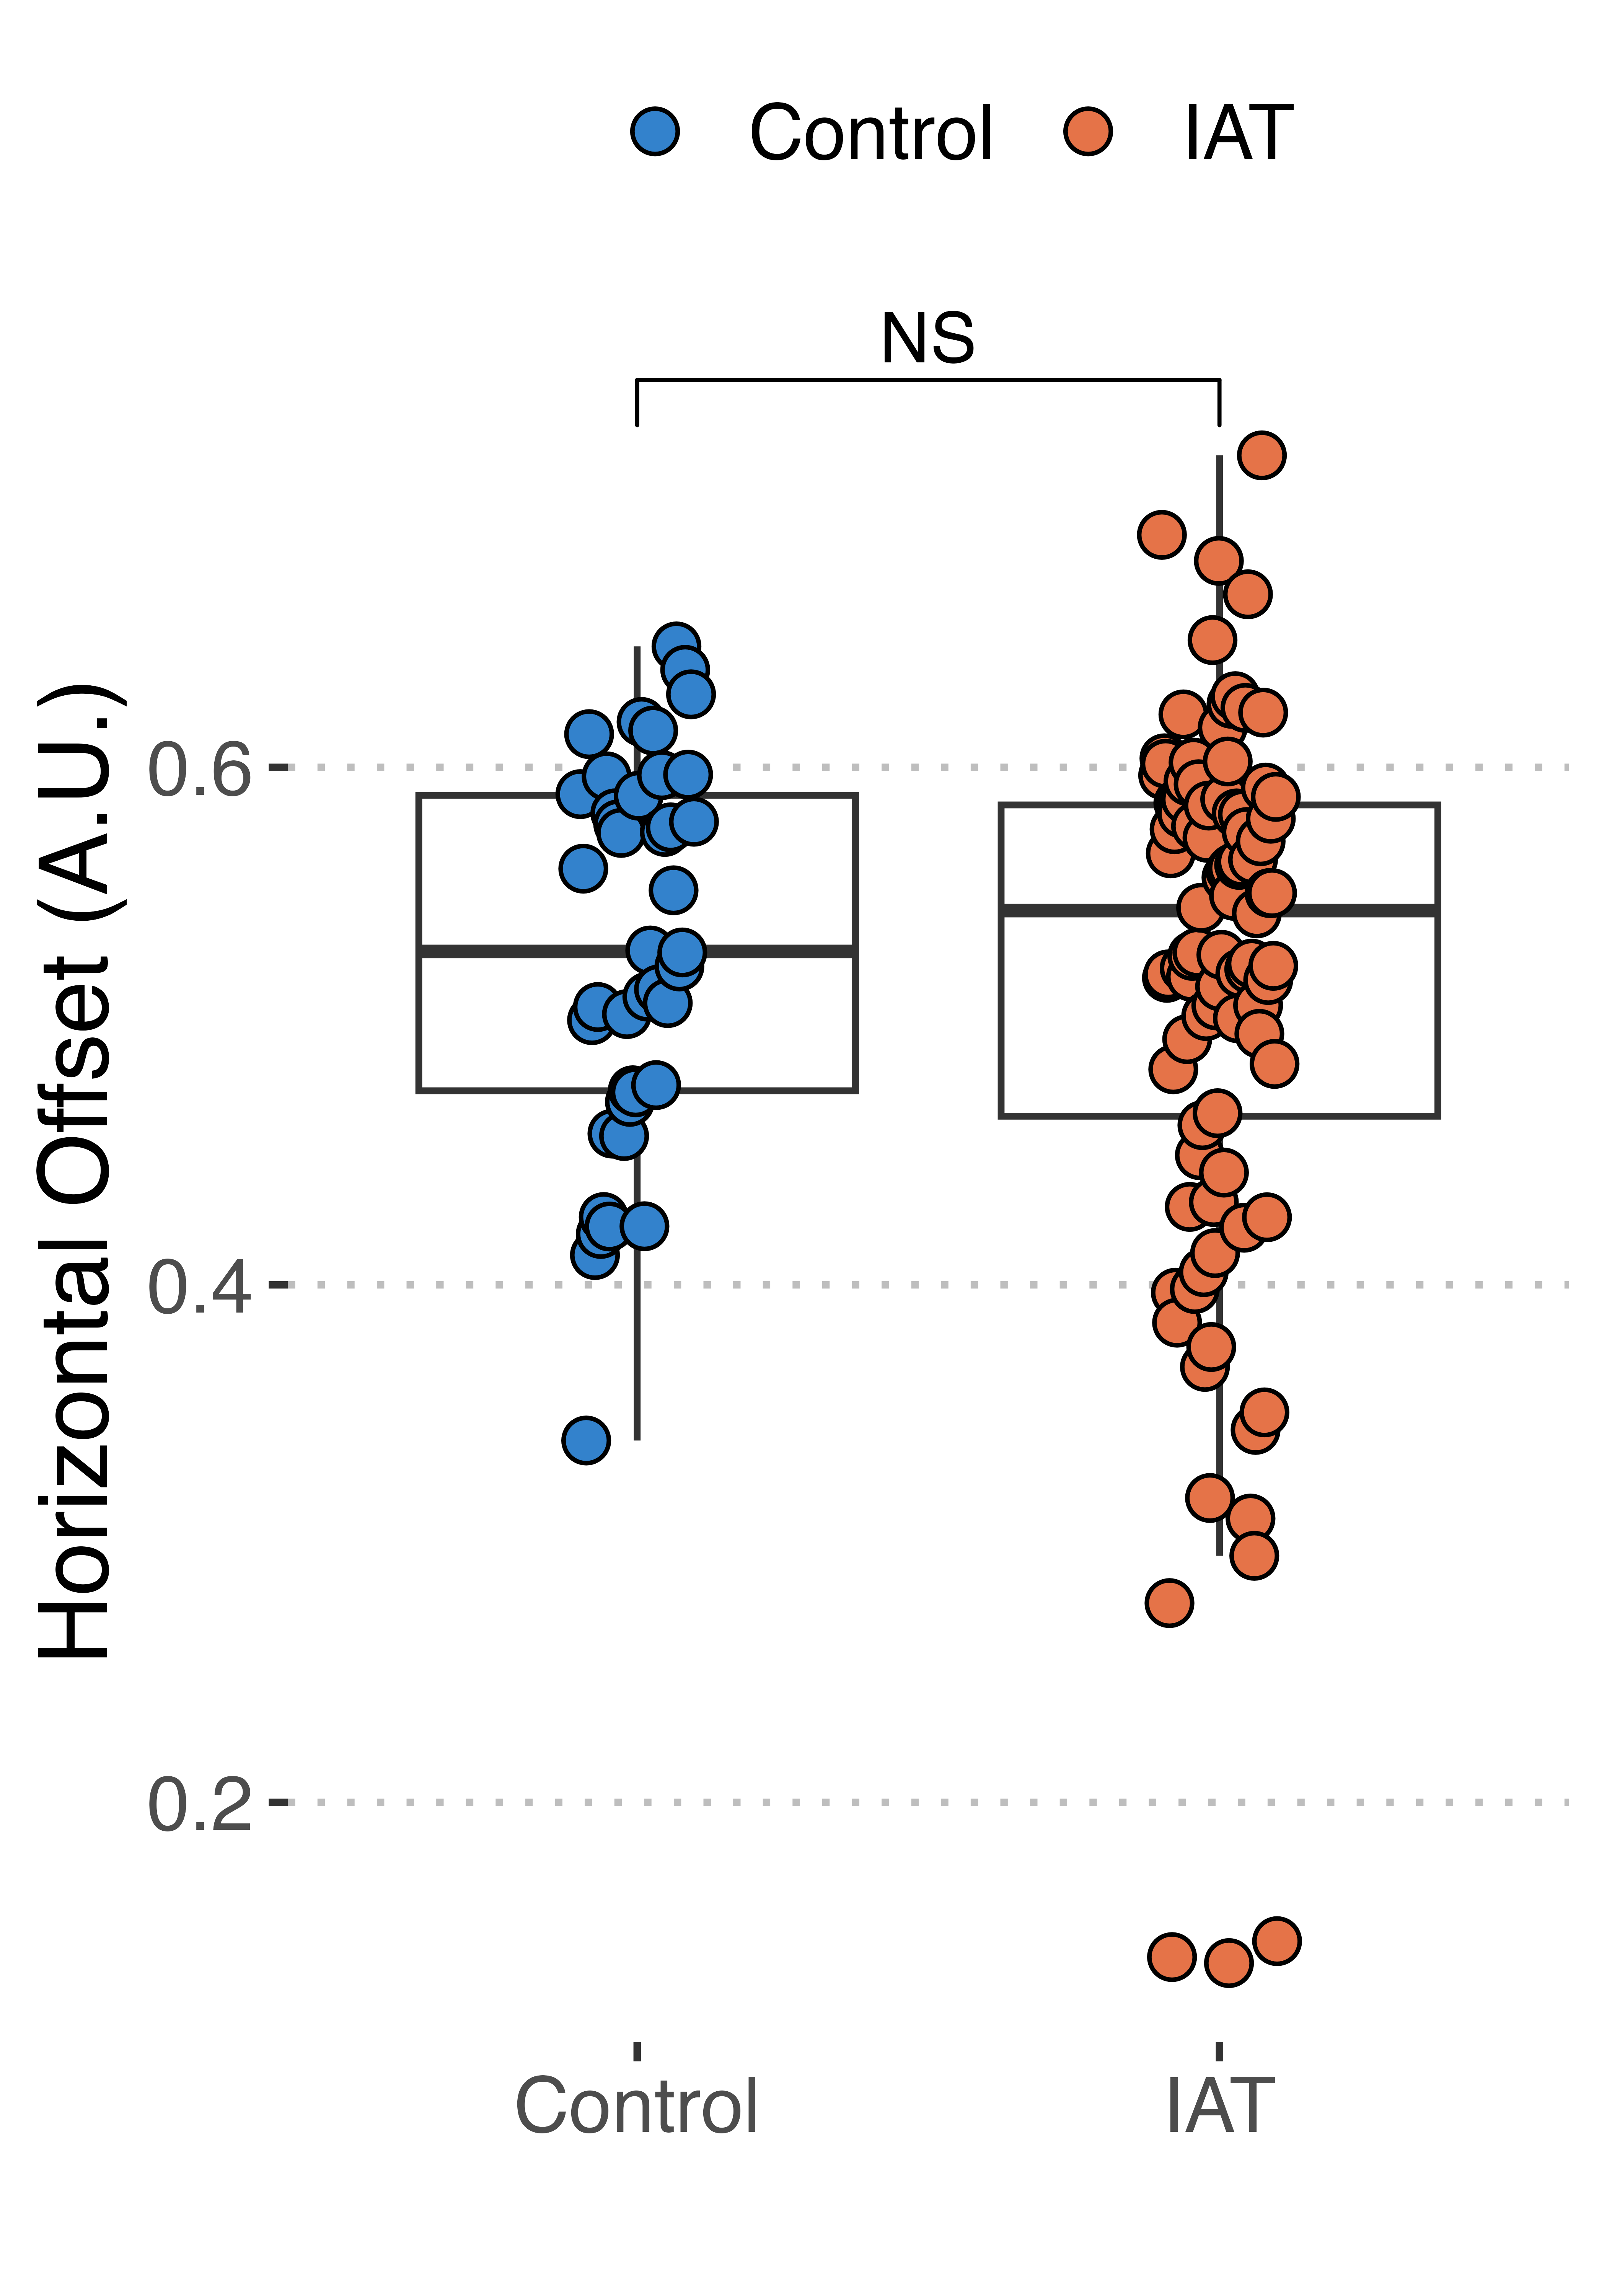 Control IAT
NS
Horizontal Offset (A.U.)
0.6
0.4
0.2
Control IAT